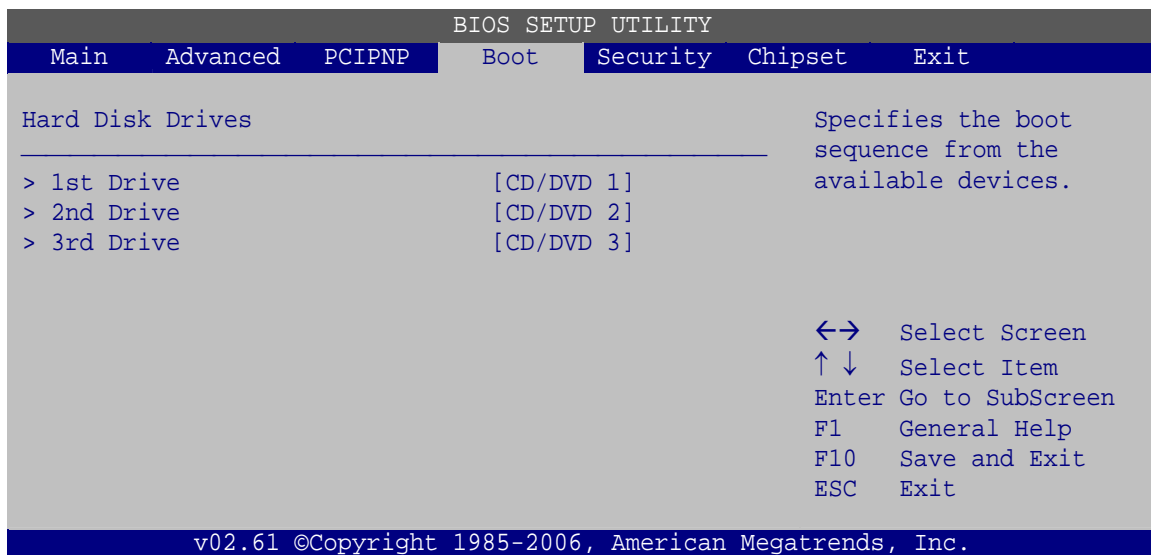 BIOS SETUP UTILITY
Main Advanced PCIPNP Boot Security Chipset Exit
Hard Disk Drives
> 1st Drive [CD/DVD 1]
> 2nd Drive [CD/DVD 2]
> 3rd Drive [CD/DVD 3]
Specifies the boot
sequence from the
available devices.
←→ Select Screen
↑ ↓ Select Item
Enter Go to SubScreen
F1 General Help
F10 Save and Exit
ESC Exit
v02.61 ©Copyright 1985-2006, American Megatrends, Inc.